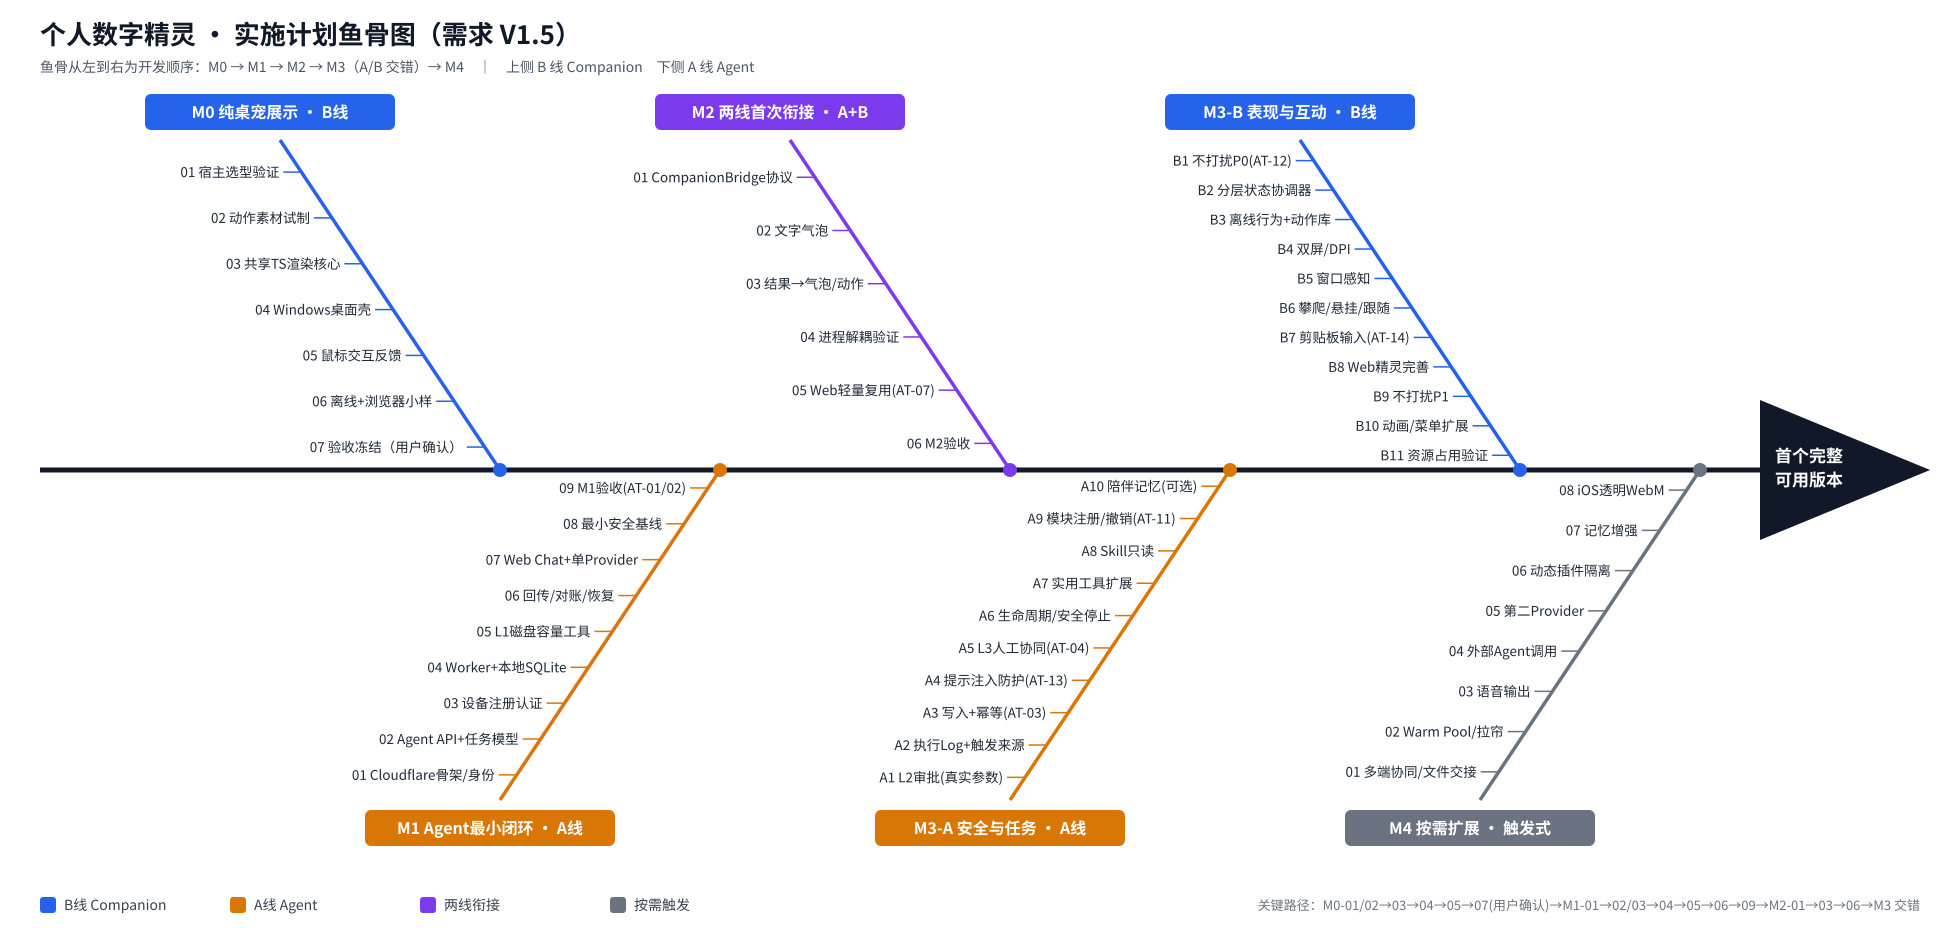 个人数字精灵 · 实施计划鱼骨图（需求 V1.5）
鱼骨从左到右为开发顺序：M0 → M1 → M2 → M3（A/B 交错）→ M4 ｜ 上侧 B 线 Companion 下侧 A 线 Agent
M0 纯桌宠展示 · B线
01 宿主选型验证
02 动作素材试制
03 共享TS渲染核心
04 Windows桌面壳
05 鼠标交互反馈
06 离线+浏览器小样
07 验收冻结（用户确认）
M2 两线首次衔接 · A+B
01 CompanionBridge协议
02 文字气泡
03 结果→气泡/动作
04 进程解耦验证
05 Web轻量复用(AT-07)
06 M2验收
M3-B 表现与互动 · B线
B1 不打扰P0(AT-12)
B2 分层状态协调器
B3 离线行为+动作库
B4 双屏/DPI
B5 窗口感知
B6 攀爬/悬挂/跟随
B7 剪贴板输入(AT-14)
B8 Web精灵完善
B9 不打扰P1
B10 动画/菜单扩展
B11 资源占用验证
首个完整
可用版本
09 M1验收(AT-01/02)
08 最小安全基线
07 Web Chat+单Provider
06 回传/对账/恢复
05 L1磁盘容量工具
04 Worker+本地SQLite
03 设备注册认证
02 Agent API+任务模型
01 Cloudflare骨架/身份
M1 Agent最小闭环 · A线
A10 陪伴记忆(可选)
A9 模块注册/撤销(AT-11)
A8 Skill只读
A7 实用工具扩展
A6 生命周期/安全停止
A5 L3人工协同(AT-04)
A4 提示注入防护(AT-13)
A3 写入+幂等(AT-03)
A2 执行Log+触发来源
A1 L2审批(真实参数)
M3-A 安全与任务 · A线
08 iOS透明WebM
07 记忆增强
06 动态插件隔离
05 第二Provider
04 外部Agent调用
03 语音输出
02 Warm Pool/拉帘
01 多端协同/文件交接
M4 按需扩展 · 触发式
B线 Companion
A线 Agent
两线衔接
按需触发
关键路径：M0-01/02→03→04→05→07(用户确认)→M1-01→02/03→04→05→06→09→M2-01→03→06→M3 交错